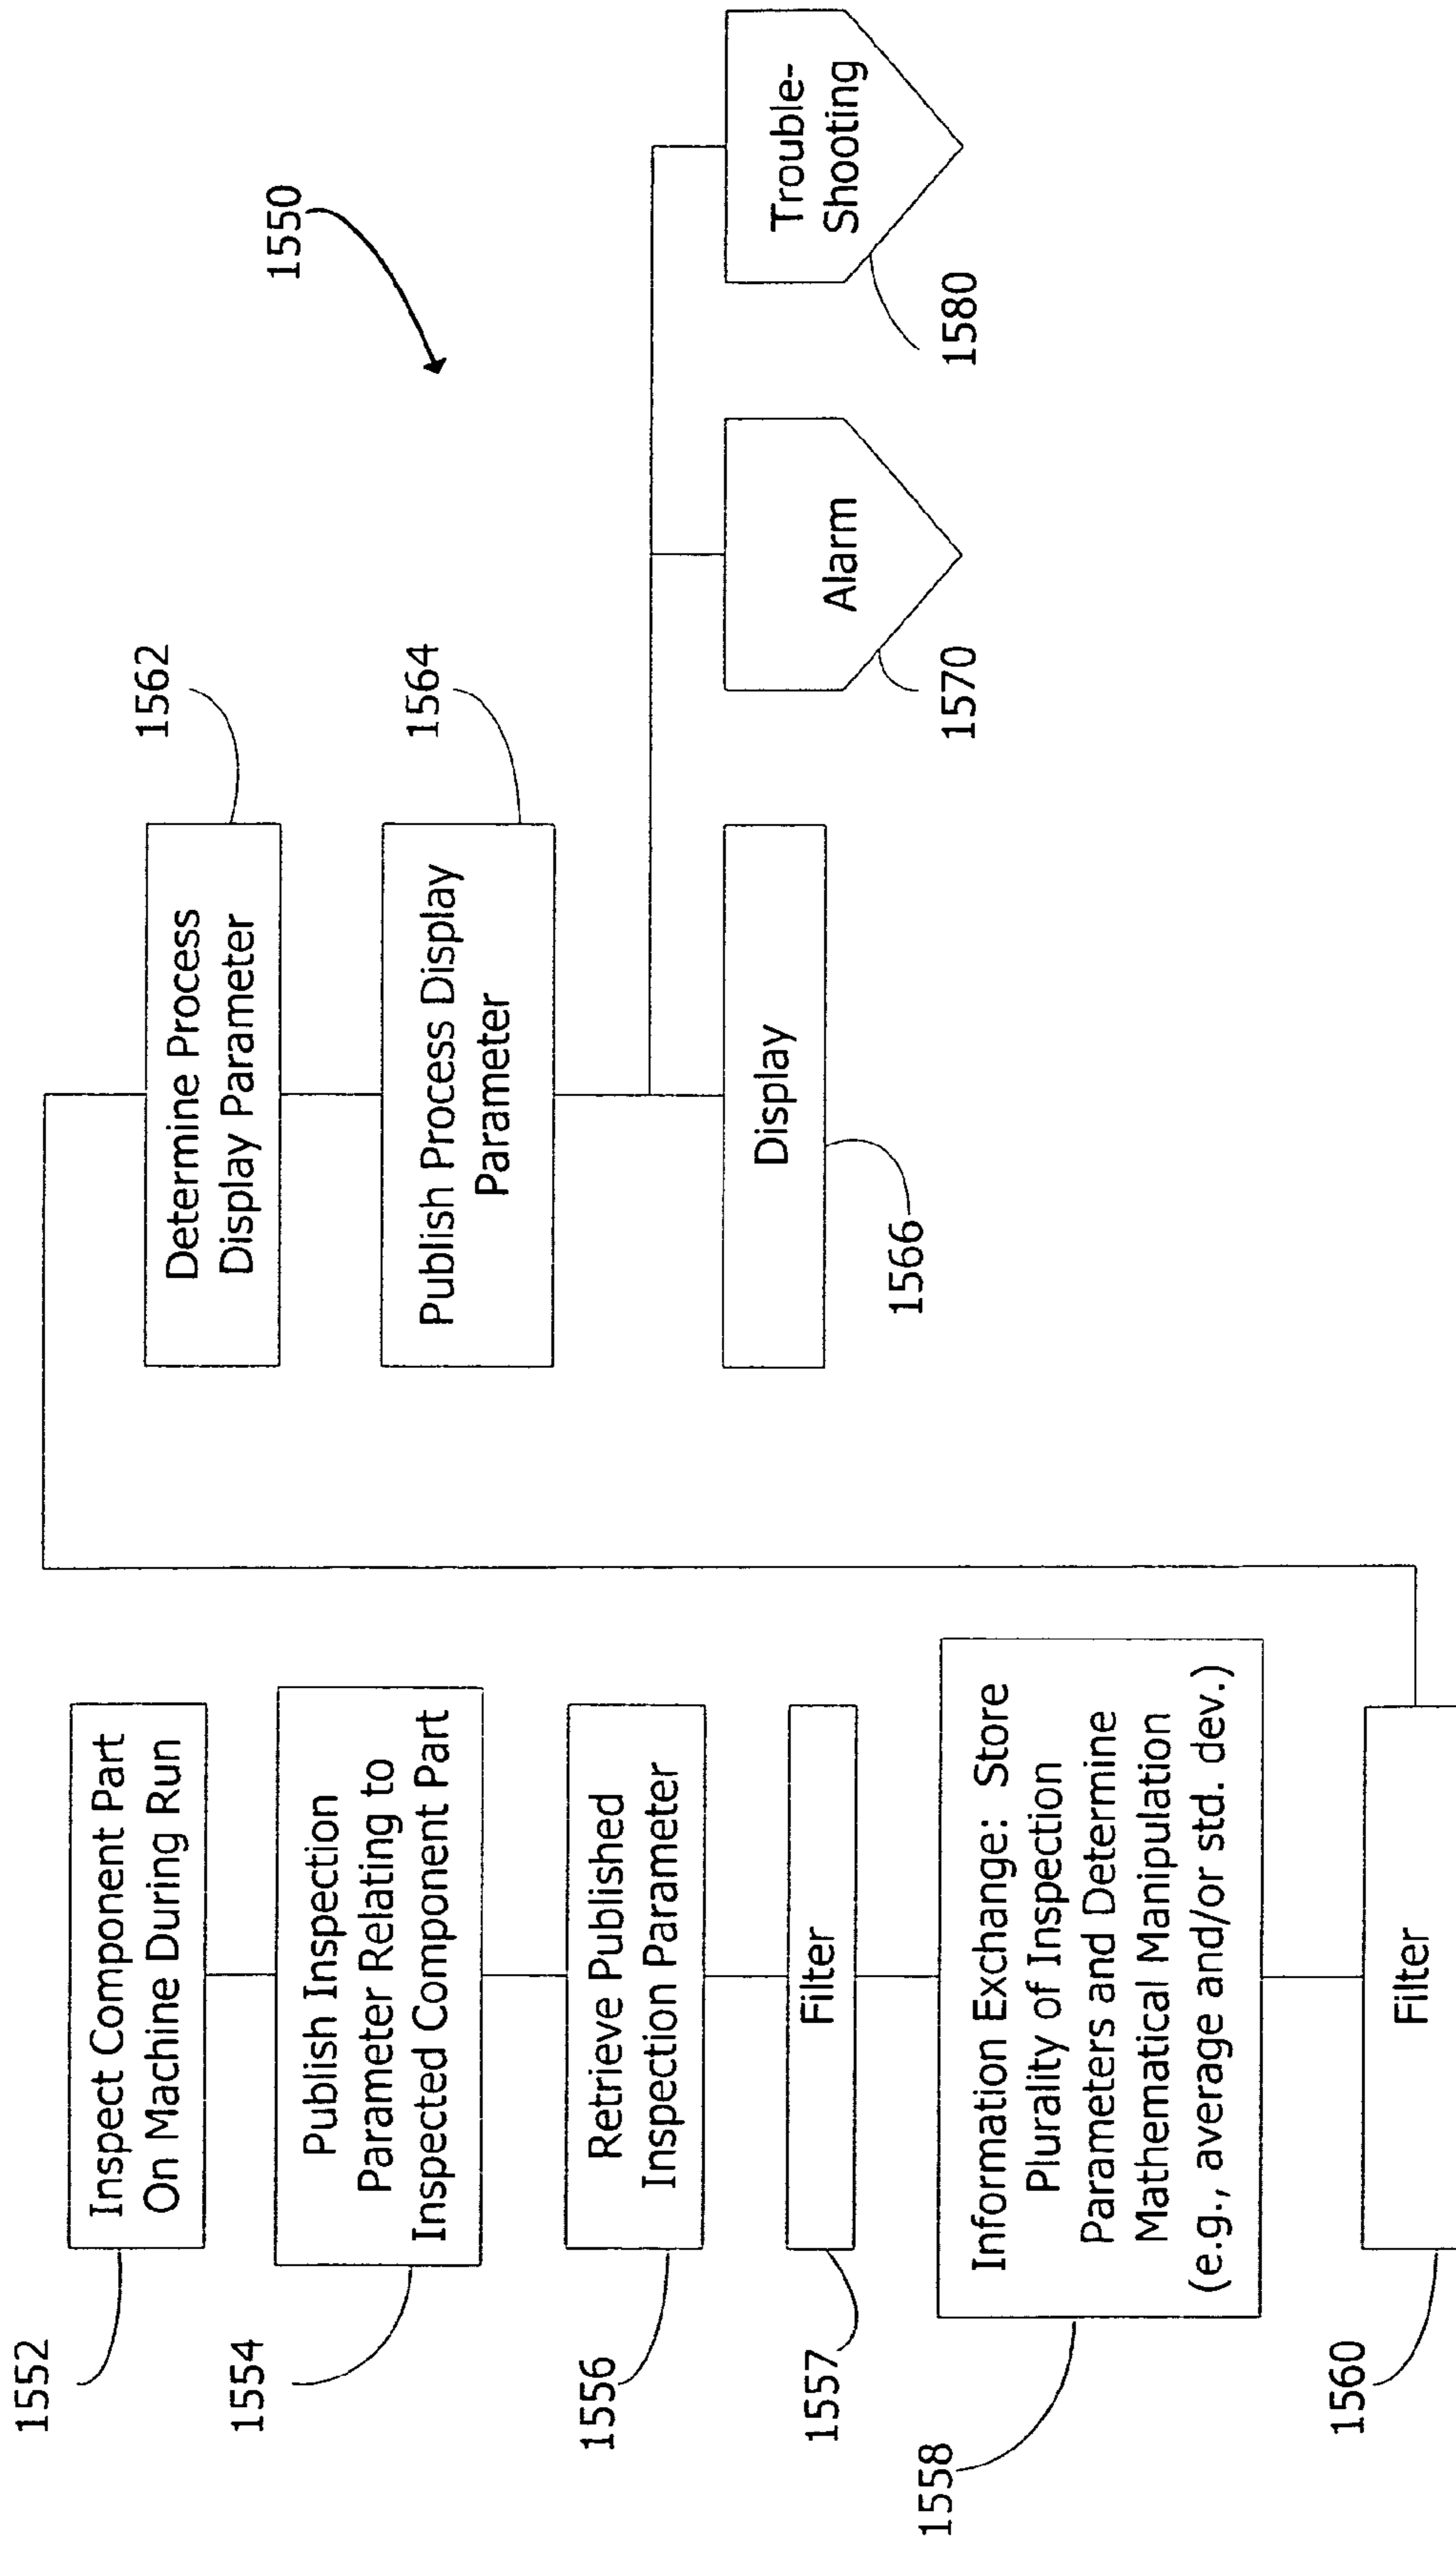 1550
1552
Inspect Component Part
On Machine During Run
1554
Publish Inspection
Parameter Relating to
Inspected Component Part
1556
Retrieve Published
Inspection Parameter
1557
Filter
1558
Information Exchange: Store
Plurality of Inspection
Parameters and Determine
Mathematical Manipulation
(e.g., average and/or std. dev.)
1560
Filter
Determine Process
Display Parameter
1562
Publish Process Display
Parameter
1564
Display
1566
Alarm
1570
Trouble-
Shooting
1580